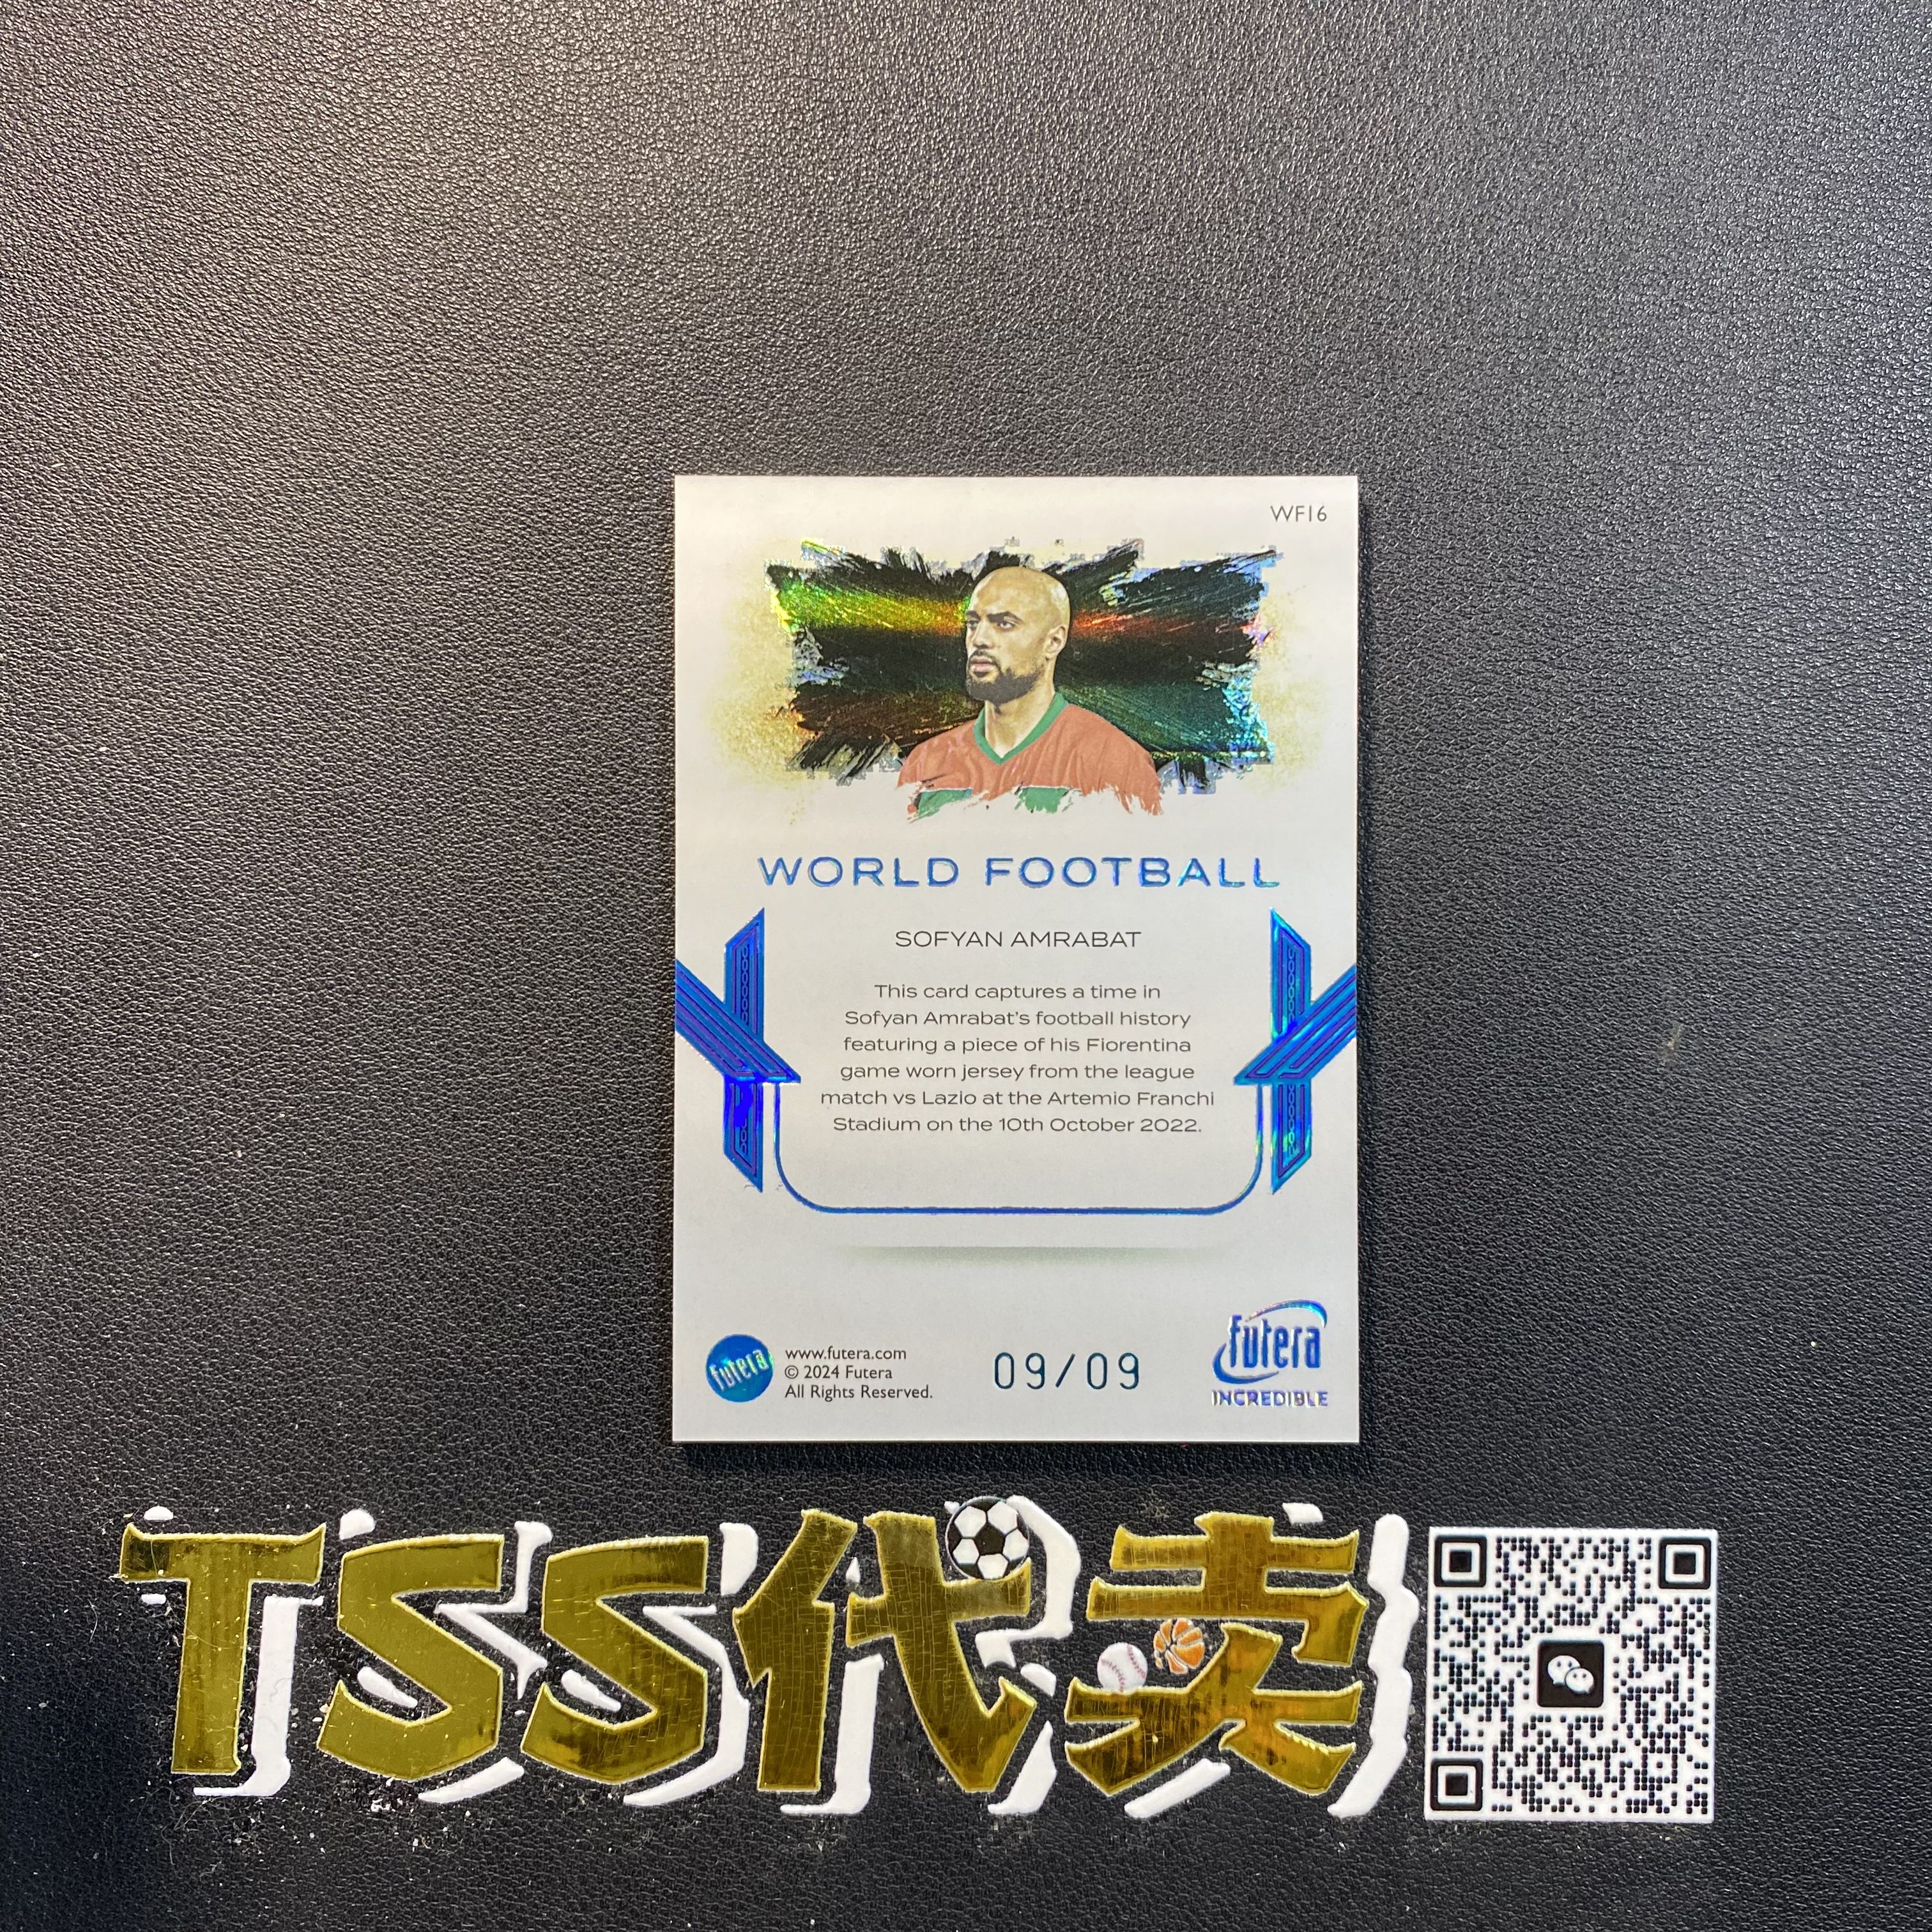 WF16
WORLD FOOTBALL
SOFYAN AMRABAT
This card captures a time in
Sofyan Amrabat's football history
featuring a piece of his Fiorentina
game worn jersey from the league
match vs Lazio at the Artemio Franchi
Stadium on the 10th October 2022.
futera
www.futera.com
© 2024 Futera
All Rights Reserved.
09/09
futera
INCREDIBLE
TSS代卖